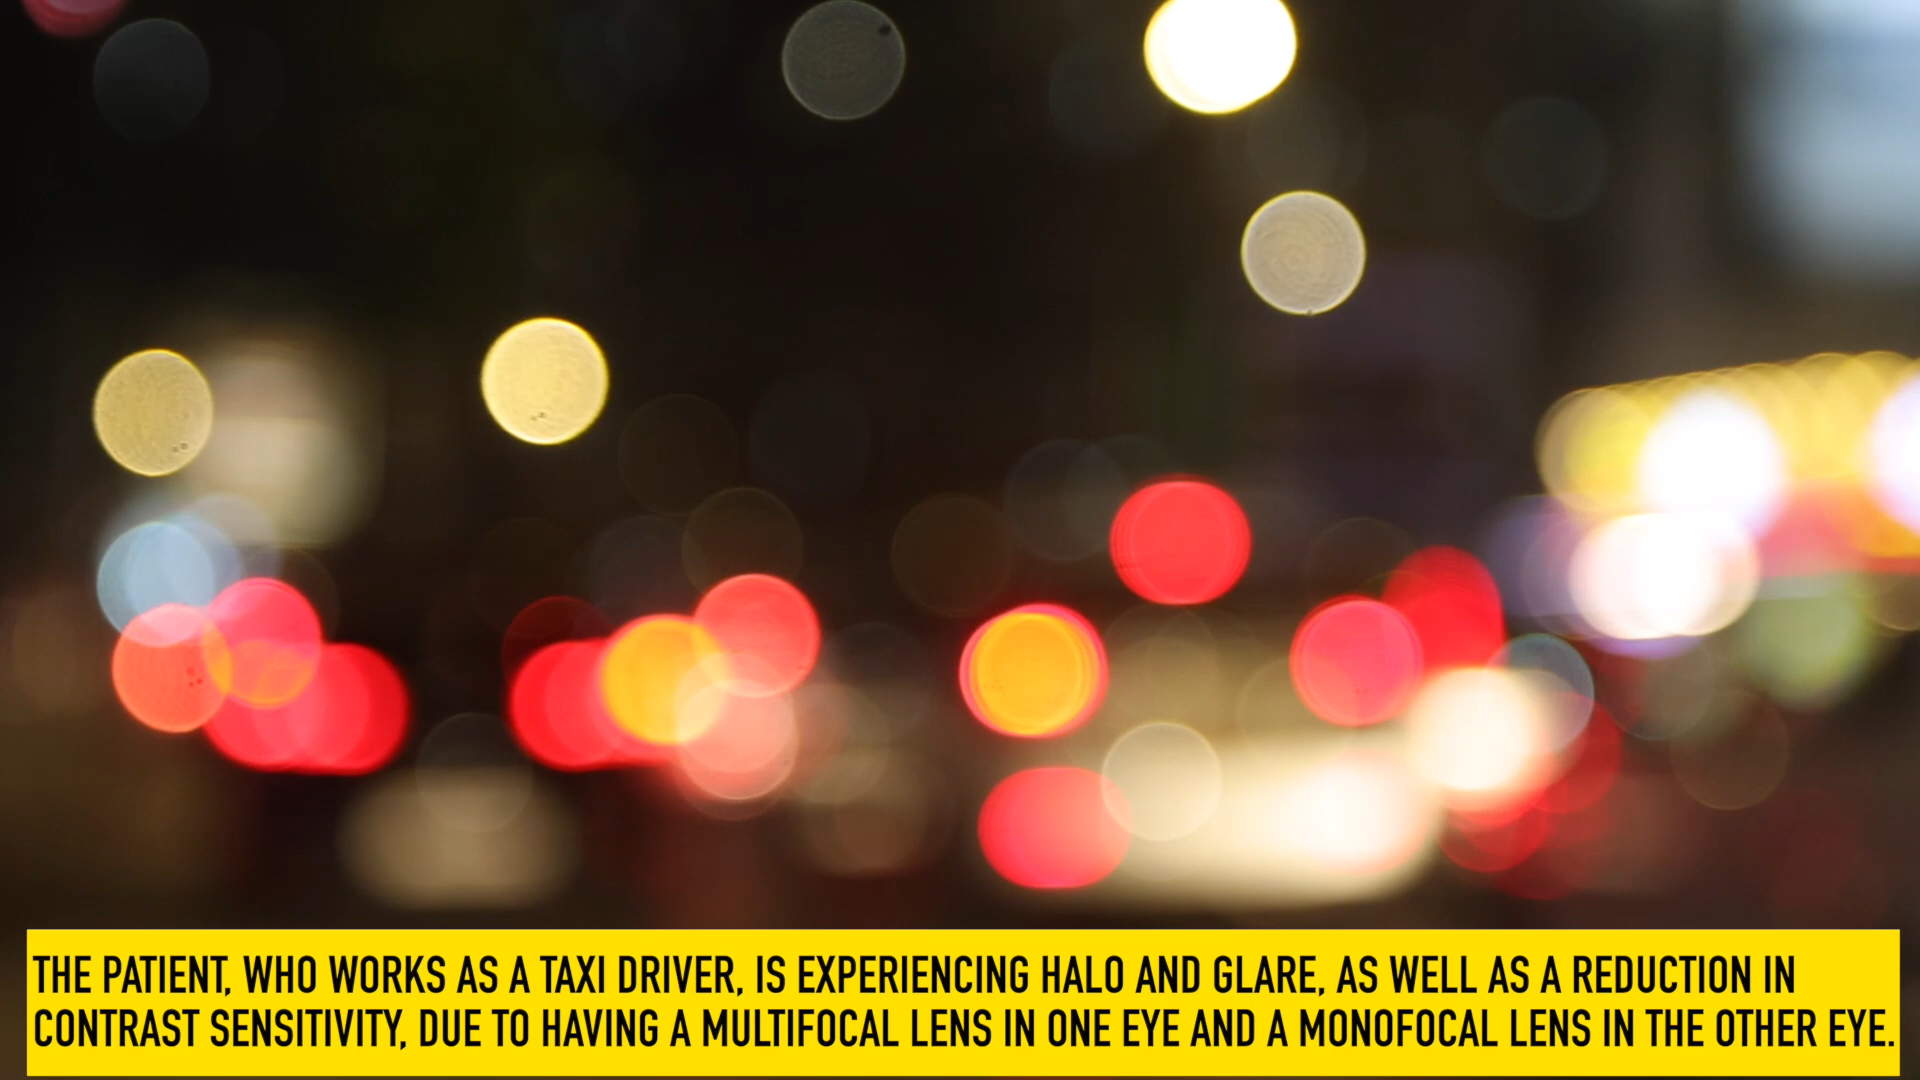 THE PATIENT, WHO WORKS AS A TAXI DRIVER, IS EXPERIENCING HALO AND GLARE, AS WELL AS A REDUCTION IN
CONTRAST SENSITIVITY, DUE TO HAVING A MULTIFOCAL LENS IN ONE EYE AND A MONOFOCAL LENS IN THE OTHER EYE.